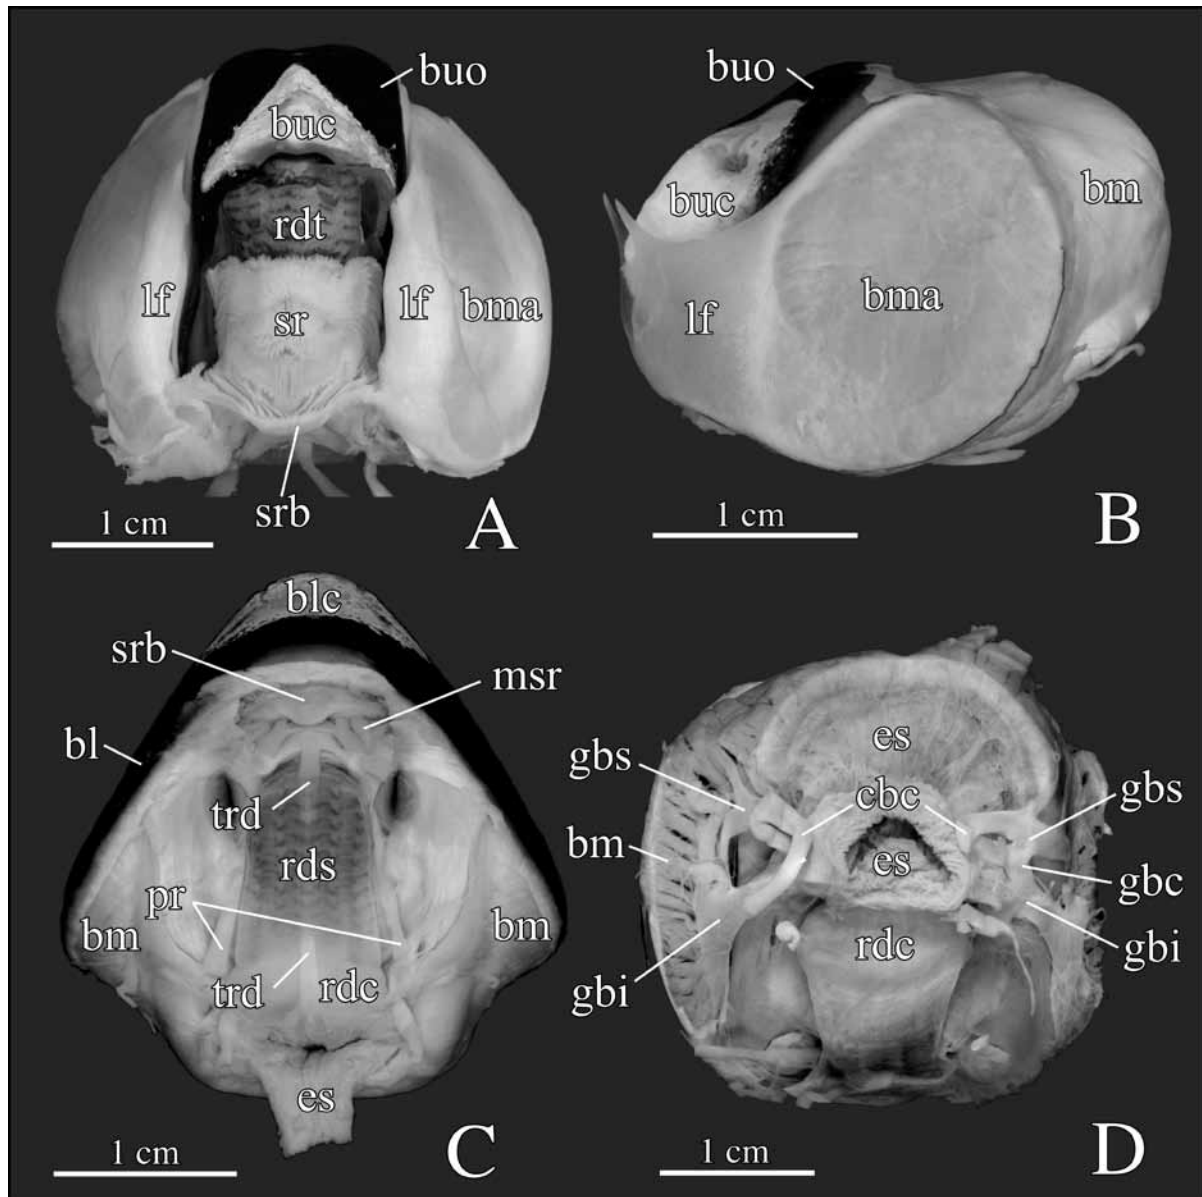 buo
buc
rdt
lf
sr
lf
bma
srb
1 cm
A
buo
buc
bm
lf
bma
1 cm
B
blc
srb
msr
bl
trd
rds
pr
bm
bm
trd
rdc
es
1 cm
C
es
gbs
cbc
gbs
bm
es
gbc
rdc
gbi
gbi
1 cm
D